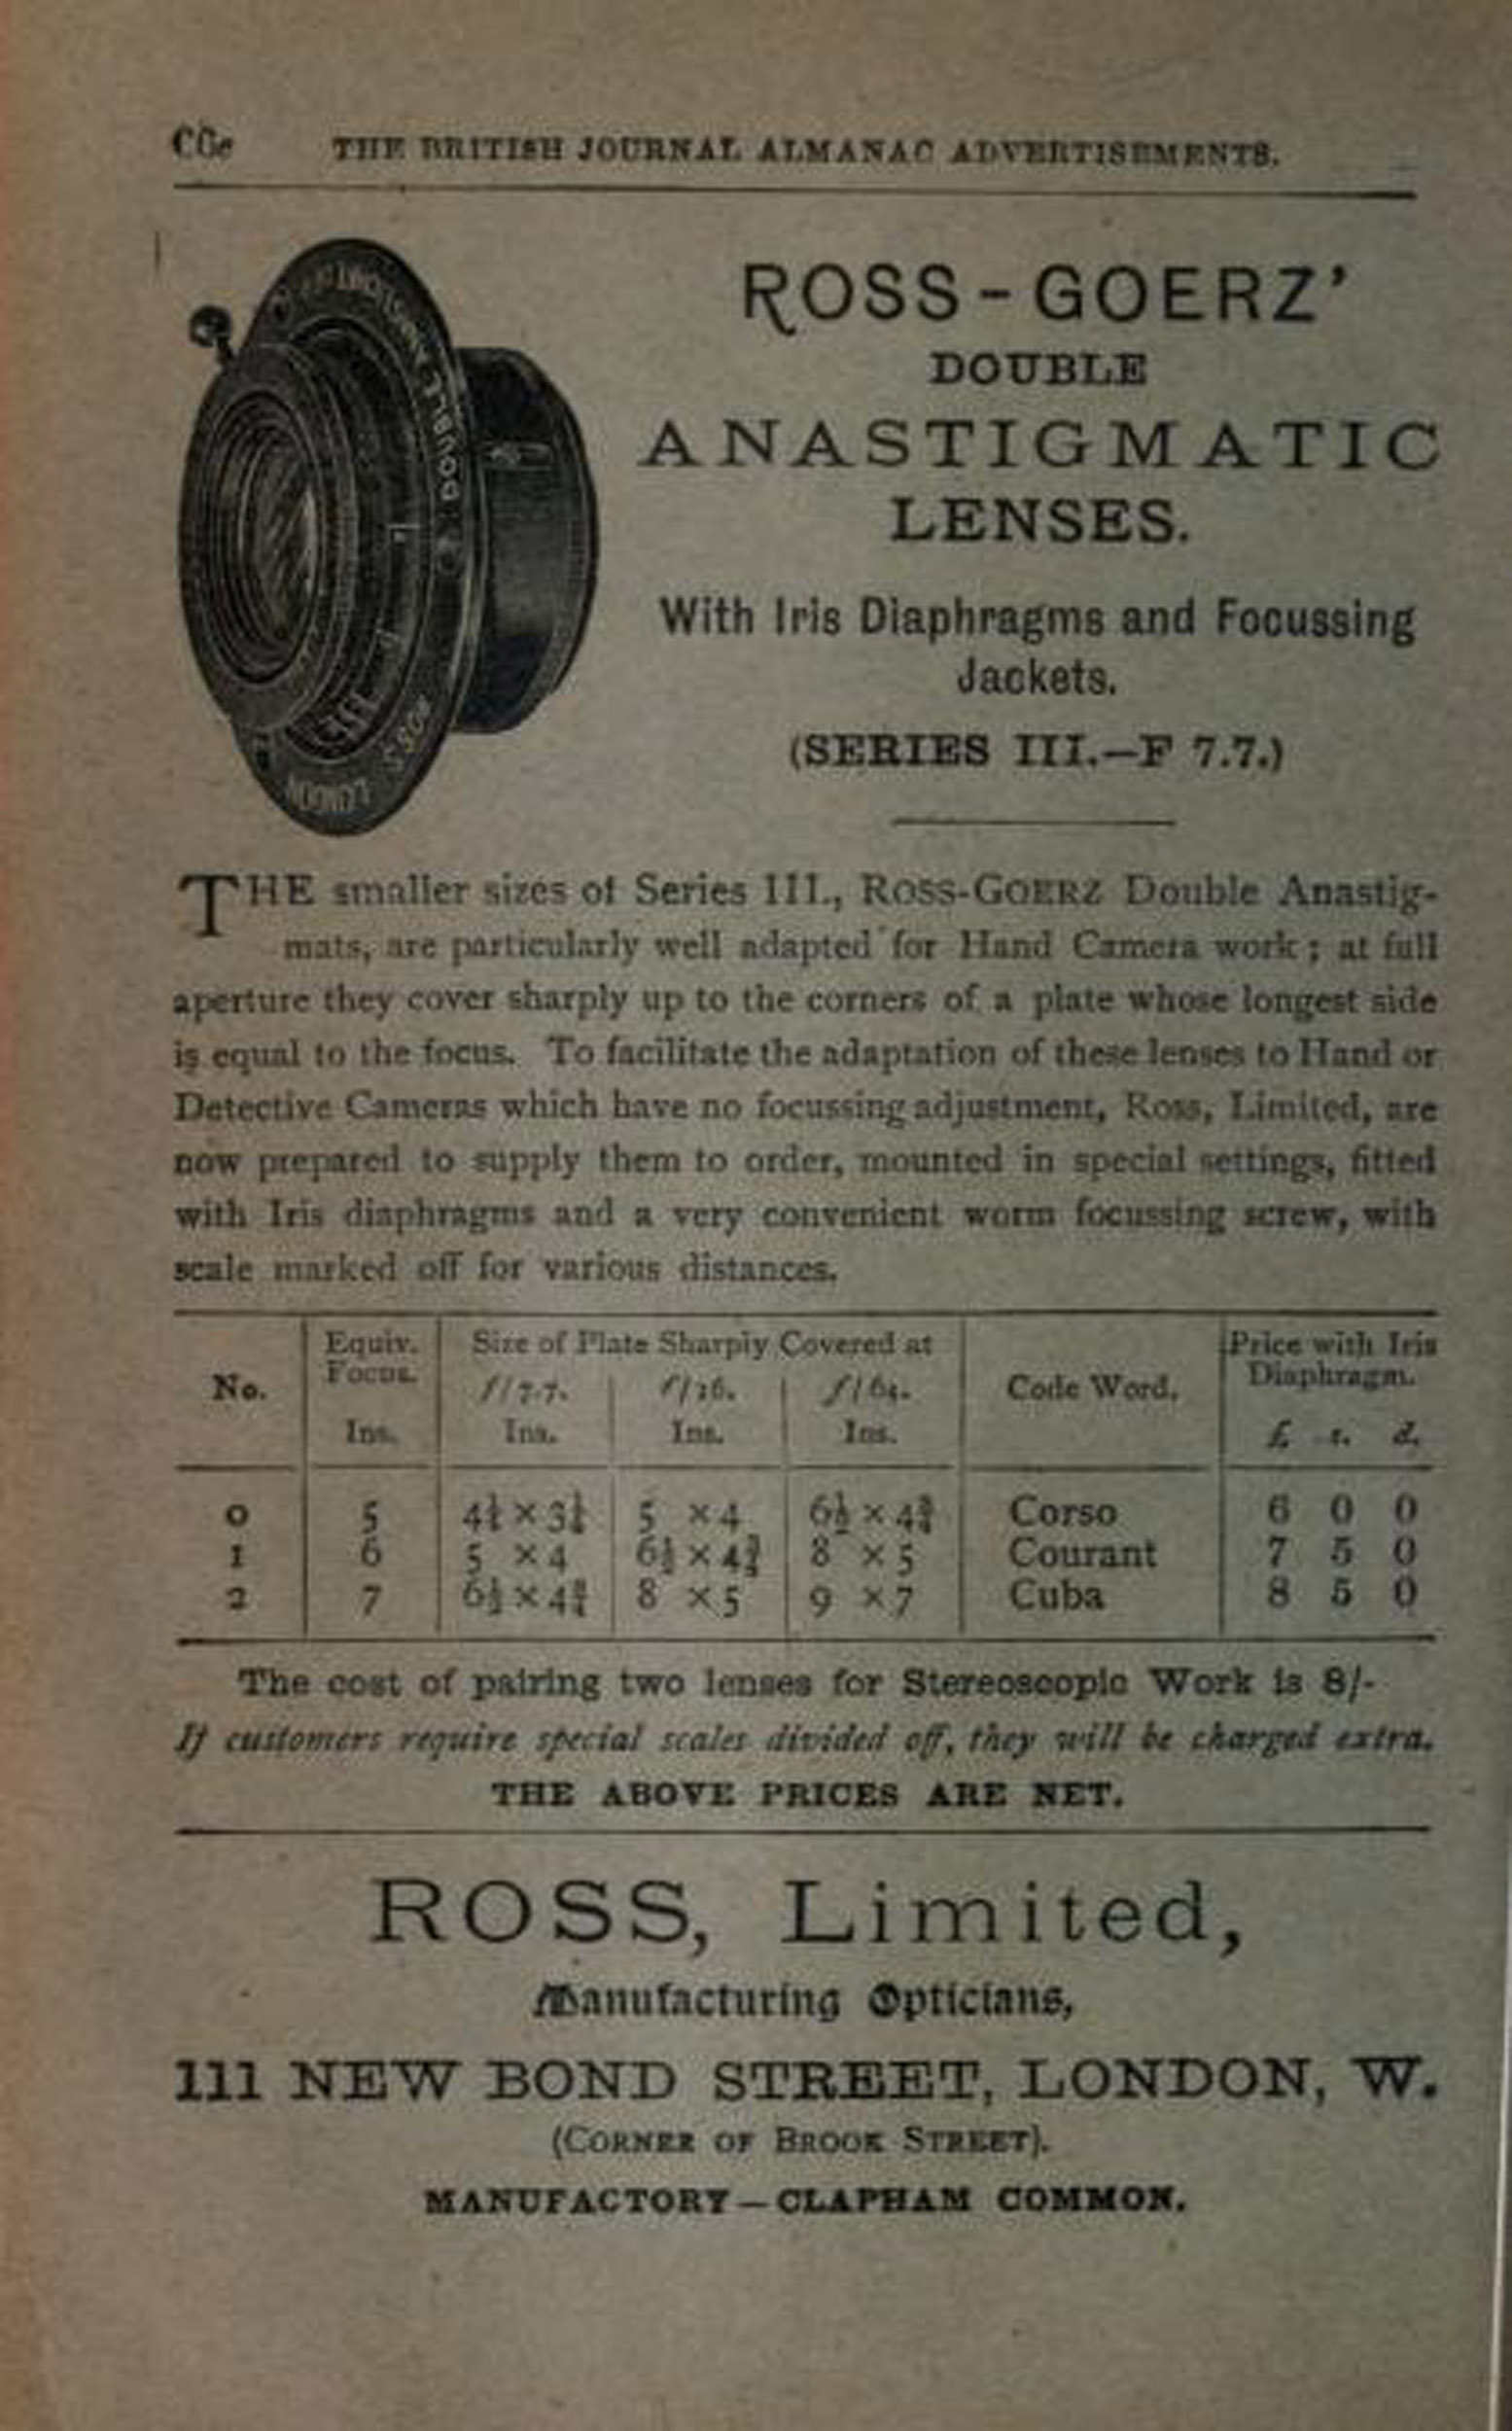 CCe THE BRITISH JOURNAL ALMANAC ADVERTISEMENTS.
ROSS-GOERZ'
DOUBLE
ANASTIGMATIC
LENSES.
With Iris Diaphragms and Focussing
Jackets.
(SERIES III.—F 7.7.)
DOUBLE
ROSS
LONDON
THE smaller sizes of Series III., ROSS-GOERZ Double Anastig-
mats, are particularly well adapted for Hand Camera work; at full
aperture they cover sharply up to the corners of a plate whose longest side
is equal to the focus. To facilitate the adaptation of these lenses to Hand or
Detective Cameras which have no focussing adjustment, Ross, Limited, are
now prepared to supply them to order, mounted in special settings, fitted
with Iris diaphragms and a very convenient worm focussing screw, with
scale marked off for various distances.
No. Equiv. Focus. Ins. Size of Plate Sharply Covered at Code Word. Price with Iris Diaphragm.
f/7.7. f/16. f/64.
Ins. Ins. Ins. £ s. d.
0 5 4¼ × 3¼ 5 × 4 6½ × 4¾ Corso 6 0 0
1 6 5 × 4 6½ × 4¾ 8 × 5 Courant 7 5 0
2 7 6½ × 4¾ 8 × 5 9 × 7 Cuba 8 5 0
The cost of pairing two lenses for Stereoscopic Work is 8/-
If customers require special scales divided off, they will be charged extra.
THE ABOVE PRICES ARE NET.
ROSS, Limited,
Manufacturing Opticians,
111 NEW BOND STREET, LONDON, W.
(CORNER OF BROOK STREET).
MANUFACTORY—CLAPHAM COMMON.